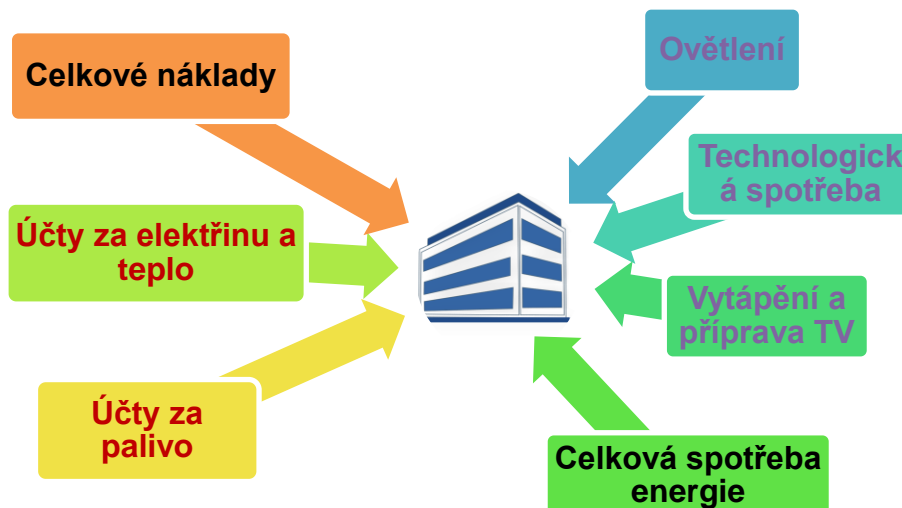 Celkové náklady
Účty za elektřinu a
teplo
Účty za
palivo
Ovětlení
Technologick
á spotřeba
Vytápění a
příprava TV
Celková spotřeba
energie